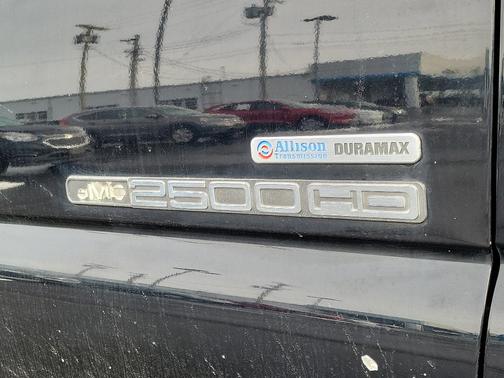 Allison
Transmission DURAMAX
GMC 2500 HD